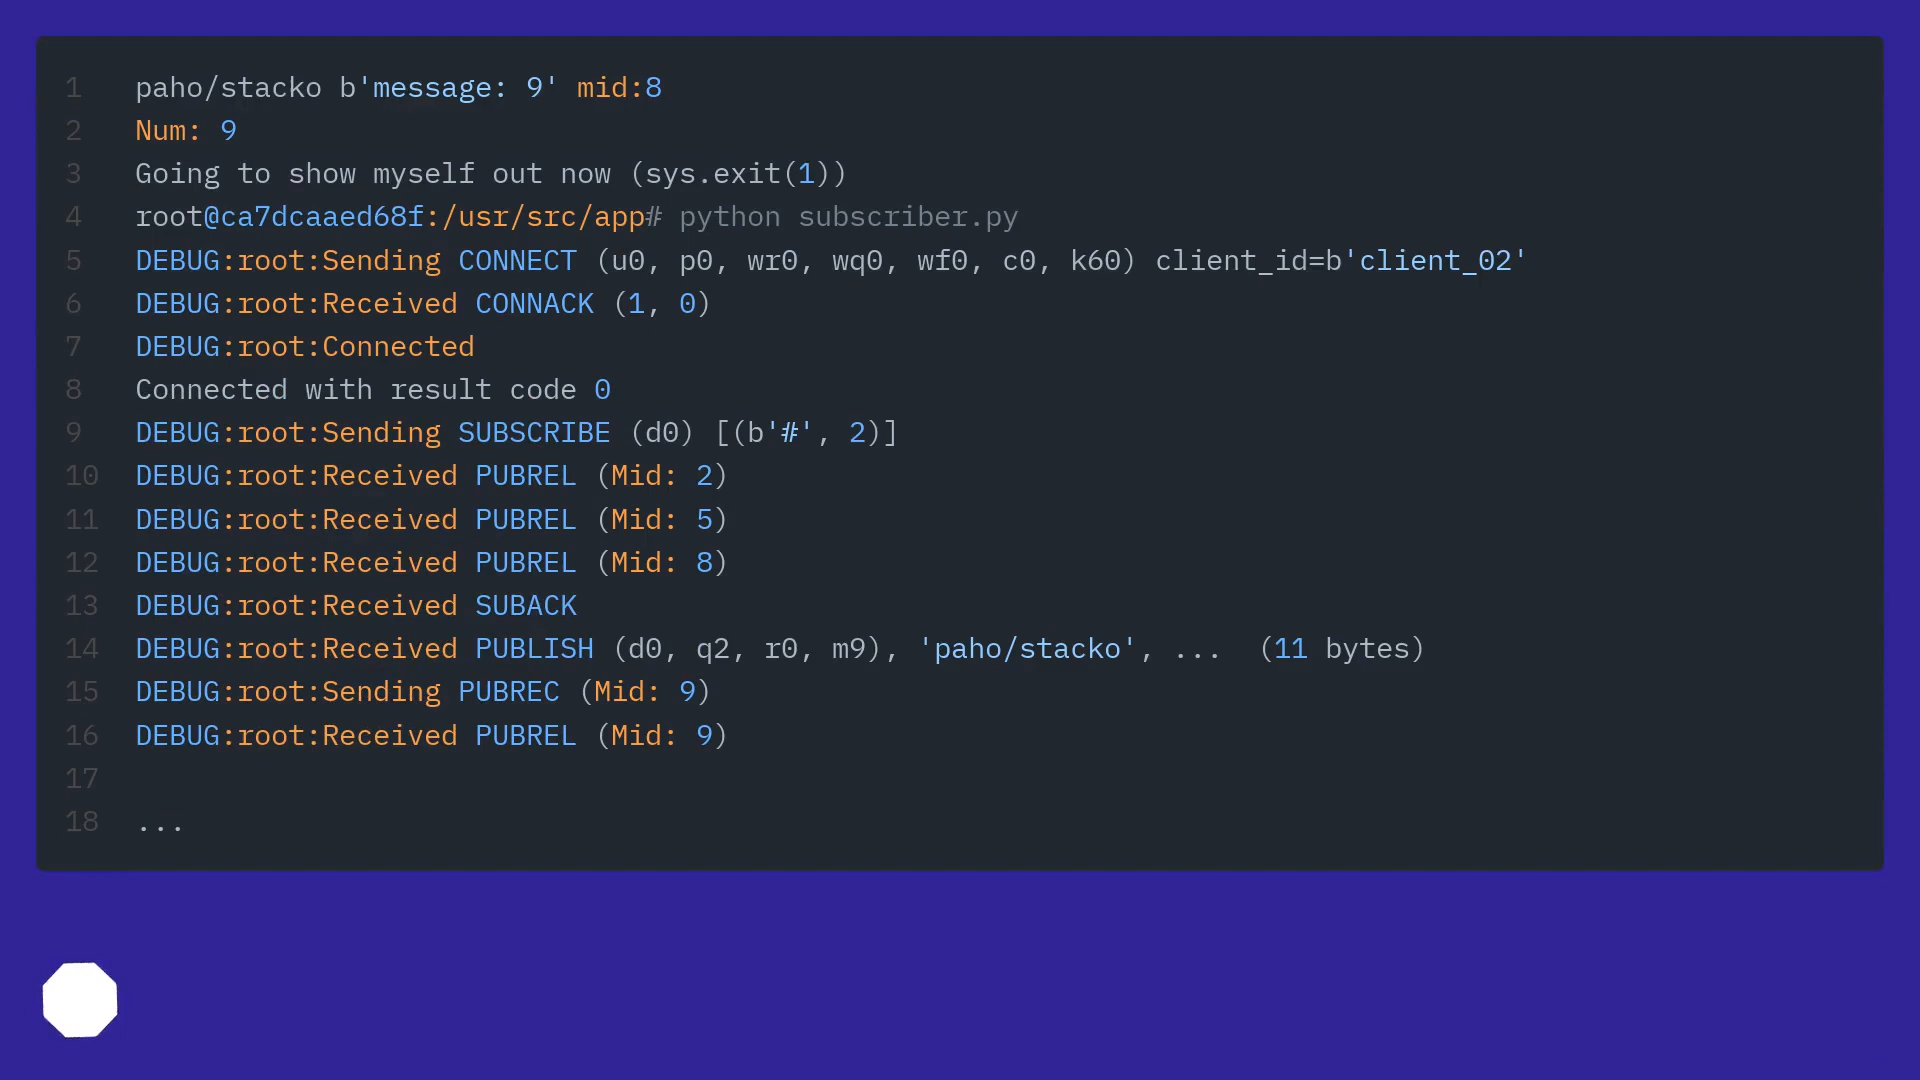 1 paho/stacko b'message: 9' mid:8
2 Num: 9
3 Going to show myself out now (sys.exit(1))
4 root@ca7dcaaed68f:/usr/src/app# python subscriber.py
5 DEBUG:root:Sending CONNECT (u0, p0, wr0, wq0, wf0, c0, k60) client_id=b'client_02'
6 DEBUG:root:Received CONNACK (1, 0)
7 DEBUG:root:Connected
8 Connected with result code 0
9 DEBUG:root:Sending SUBSCRIBE (d0) [(b'#', 2)]
10 DEBUG:root:Received PUBREL (Mid: 2)
11 DEBUG:root:Received PUBREL (Mid: 5)
12 DEBUG:root:Received PUBREL (Mid: 8)
13 DEBUG:root:Received SUBACK
14 DEBUG:root:Received PUBLISH (d0, q2, r0, m9), 'paho/stacko', ...  (11 bytes)
15 DEBUG:root:Sending PUBREC (Mid: 9)
16 DEBUG:root:Received PUBREL (Mid: 9)
17
18 ...